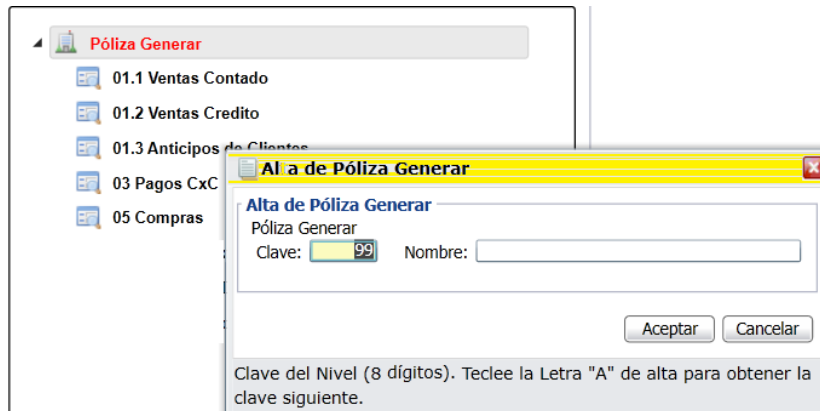 Póliza Generar
01.1 Ventas Contado
01.2 Ventas Credito
01.3 Anticipos de Clientes
03 Pagos CxC
05 Compras
Al a de Póliza Generar
Alta de Póliza Generar
Póliza Generar
Clave: 99 Nombre:
Aceptar Cancelar
Clave del Nivel (8 dígitos). Teclee la Letra "A" de alta para obtener la
clave siguiente.